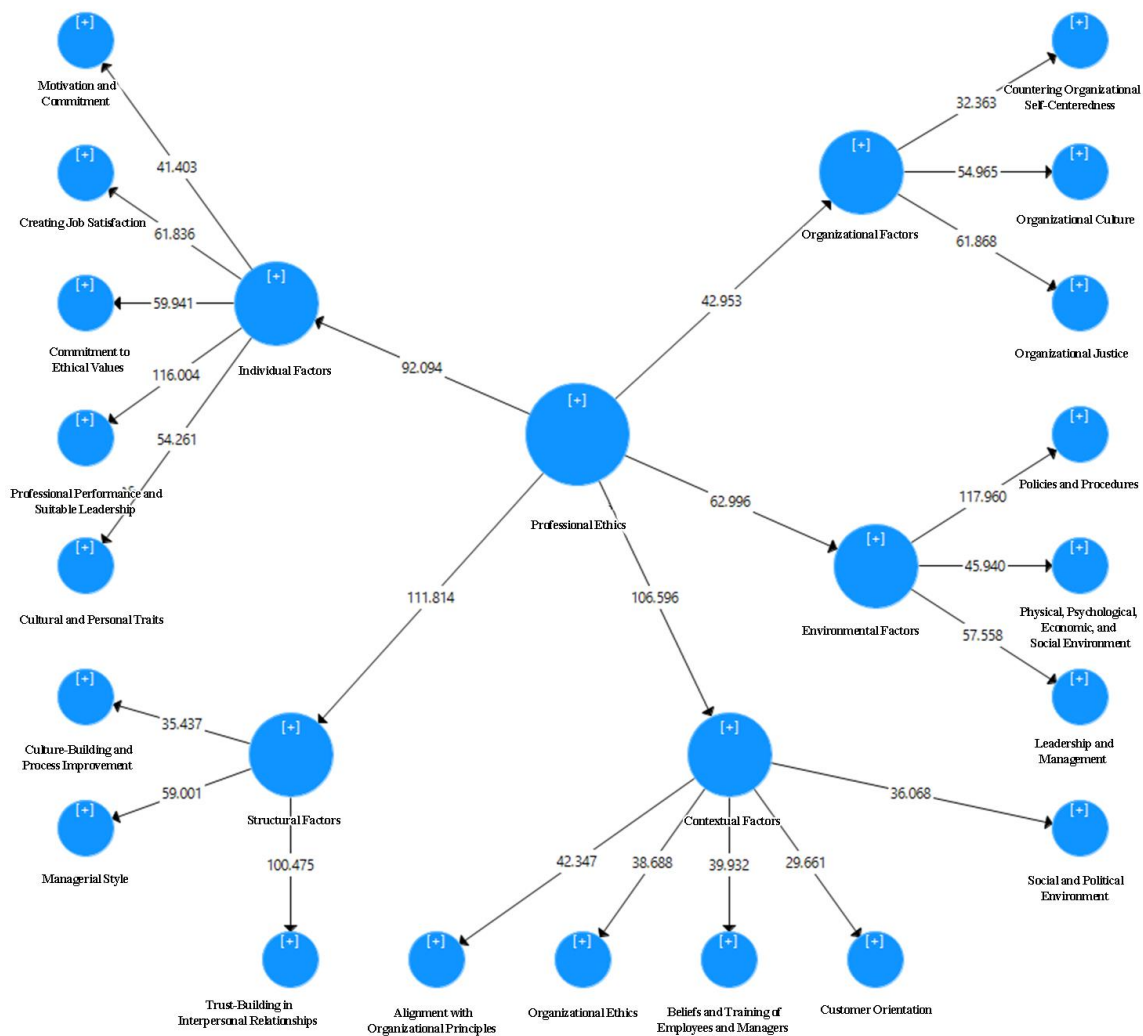 [+]
Motivation and
Commitment
[+]
Countering Organizational
Self-Centeredness
32.363
[+]
Organizational Factors
41.403
[+]
Creating Job Satisfaction
54.965
[+]
Organizational Culture
61.836
61.868
[+]
Individual Factors
59.941
[+]
Commitment to
Ethical Values
42.953
[+]
Organizational Justice
116.004
92.094
[+]
Professional Ethics
[+]
Professional Performance and
Suitable Leadership
54.261
[+]
Policies and Procedures
62.996
117.960
[+]
Environmental Factors
45.940
[+]
Physical, Psychological,
Economic, and
Social Environment
[+]
Cultural and Personal Traits
111.814
106.596
57.558
[+]
Leadership and
Management
[+]
Culture-Building and
Process Improvement
35.437
[+]
Structural Factors
59.001
[+]
Managerial Style
[+]
Contextual Factors
36.068
[+]
Social and Political
Environment
100.475
42.347
38.688
39.932
29.661
[+]
Trust-Building in
Interpersonal Relationships
[+]
Alignment with
Organizational Principles
[+]
Organizational Ethics
[+]
Beliefs and Training of
Employees and Managers
[+]
Customer Orientation